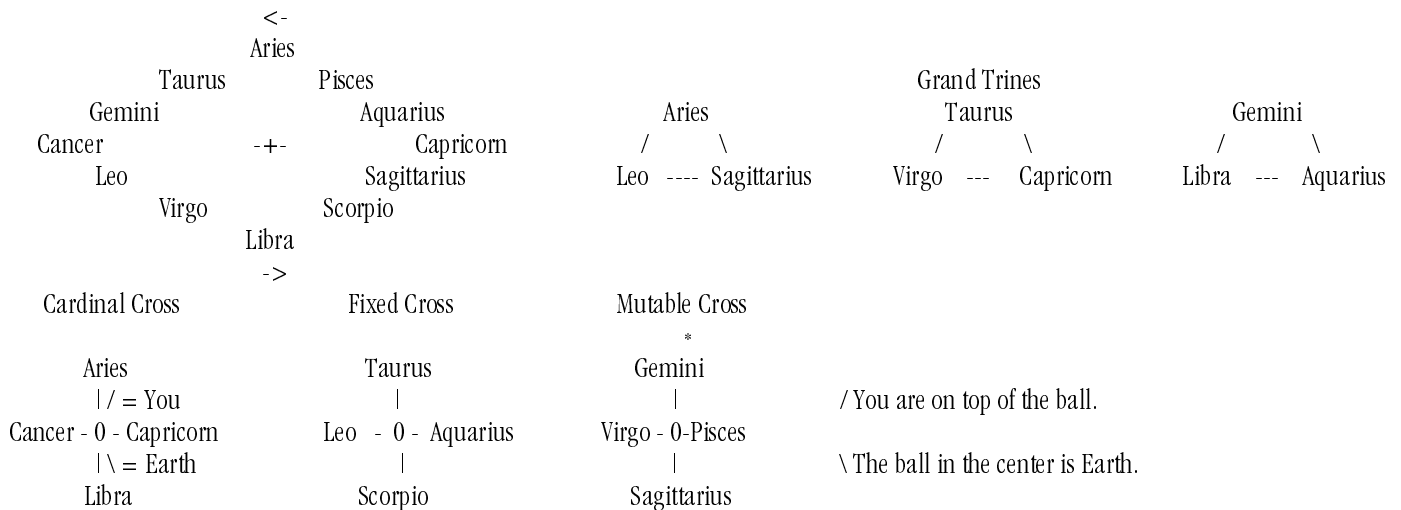 <-
Aries
Taurus Pisces Grand Trines
Gemini Aquarius Aries Taurus Gemini
Cancer -+- Capricorn / \ / \ / \
Leo Sagittarius Leo ---- Sagittarius Virgo --- Capricorn Libra --- Aquarius
Virgo Scorpio
Libra
->
Cardinal Cross Fixed Cross Mutable Cross
*
Aries Taurus Gemini
| / = You | | / You are on top of the ball.
Cancer - 0 - Capricorn Leo - 0 - Aquarius Virgo - 0-Pisces
| \ = Earth | | \ The ball in the center is Earth.
Libra Scorpio Sagittarius